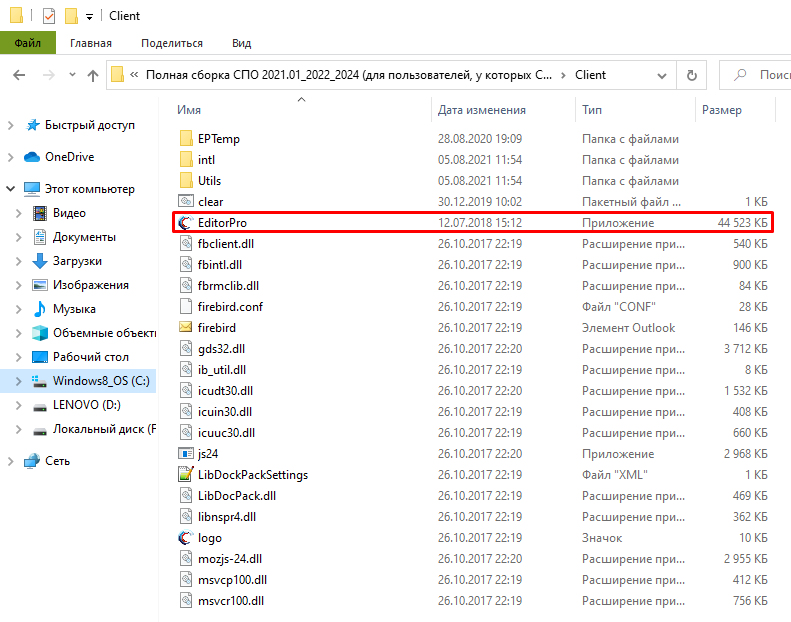 Client
Файл Главная Поделиться Вид
« Полная сборка СПО 2021.01_2022_2024 (для пользователей, у которых С... › Client Поис
Имя Дата изменения Тип Размер
Быстрый доступ
OneDrive
Этот компьютер
Видео
Документы
Загрузки
Изображения
Музыка
Объемные объект
Рабочий стол
Windows8_OS (C:)
LENOVO (D:)
Локальный диск (F
Сеть
EPTemp 28.08.2020 19:09 Папка с файлами
intl 05.08.2021 11:54 Папка с файлами
Utils 05.08.2021 11:54 Папка с файлами
clear 30.12.2019 10:02 Пакетный файл ... 1 КБ
EditorPro 12.07.2018 15:12 Приложение 44 523 КБ
fbclient.dll 26.10.2017 22:19 Расширение при... 540 КБ
fbintl.dll 26.10.2017 22:19 Расширение при... 900 КБ
fbrmclib.dll 26.10.2017 22:19 Расширение при... 84 КБ
firebird.conf 26.10.2017 22:19 Файл "CONF" 28 КБ
firebird 26.10.2017 22:19 Элемент Outlook 146 КБ
gds32.dll 26.10.2017 22:20 Расширение при... 3 712 КБ
ib_util.dll 26.10.2017 22:19 Расширение при... 8 КБ
icudt30.dll 26.10.2017 22:20 Расширение при... 1 532 КБ
icuin30.dll 26.10.2017 22:19 Расширение при... 408 КБ
icuuc30.dll 26.10.2017 22:19 Расширение при... 660 КБ
js24 26.10.2017 22:20 Приложение 2 968 КБ
LibDockPackSettings 26.10.2017 22:19 Файл "XML" 1 КБ
LibDocPack.dll 26.10.2017 22:19 Расширение при... 469 КБ
libnspr4.dll 26.10.2017 22:19 Расширение при... 362 КБ
logo 26.10.2017 22:19 Значок 10 КБ
mozjs-24.dll 26.10.2017 22:20 Расширение при... 2 955 КБ
msvcp100.dll 26.10.2017 22:19 Расширение при... 412 КБ
msvcr100.dll 26.10.2017 22:19 Расширение при... 756 КБ